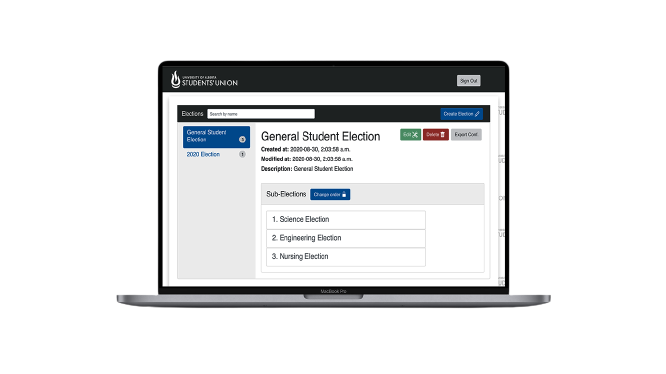 UNIVERSITY OF ALBERTA
STUDENTS' UNION
Sign Out
Elections
Search by name
Create Election
General Student
Election
3
2020 Election
General Student Election
Edit
Delete
Export Conf.
Created at: 2020-08-30, 2:03:58 a.m.
Modified at: 2020-08-30, 2:03:58 a.m.
Description: General Student Election
Sub-Elections
Change order
1. Science Election
2. Engineering Election
3. Nursing Election
MacBook Pro